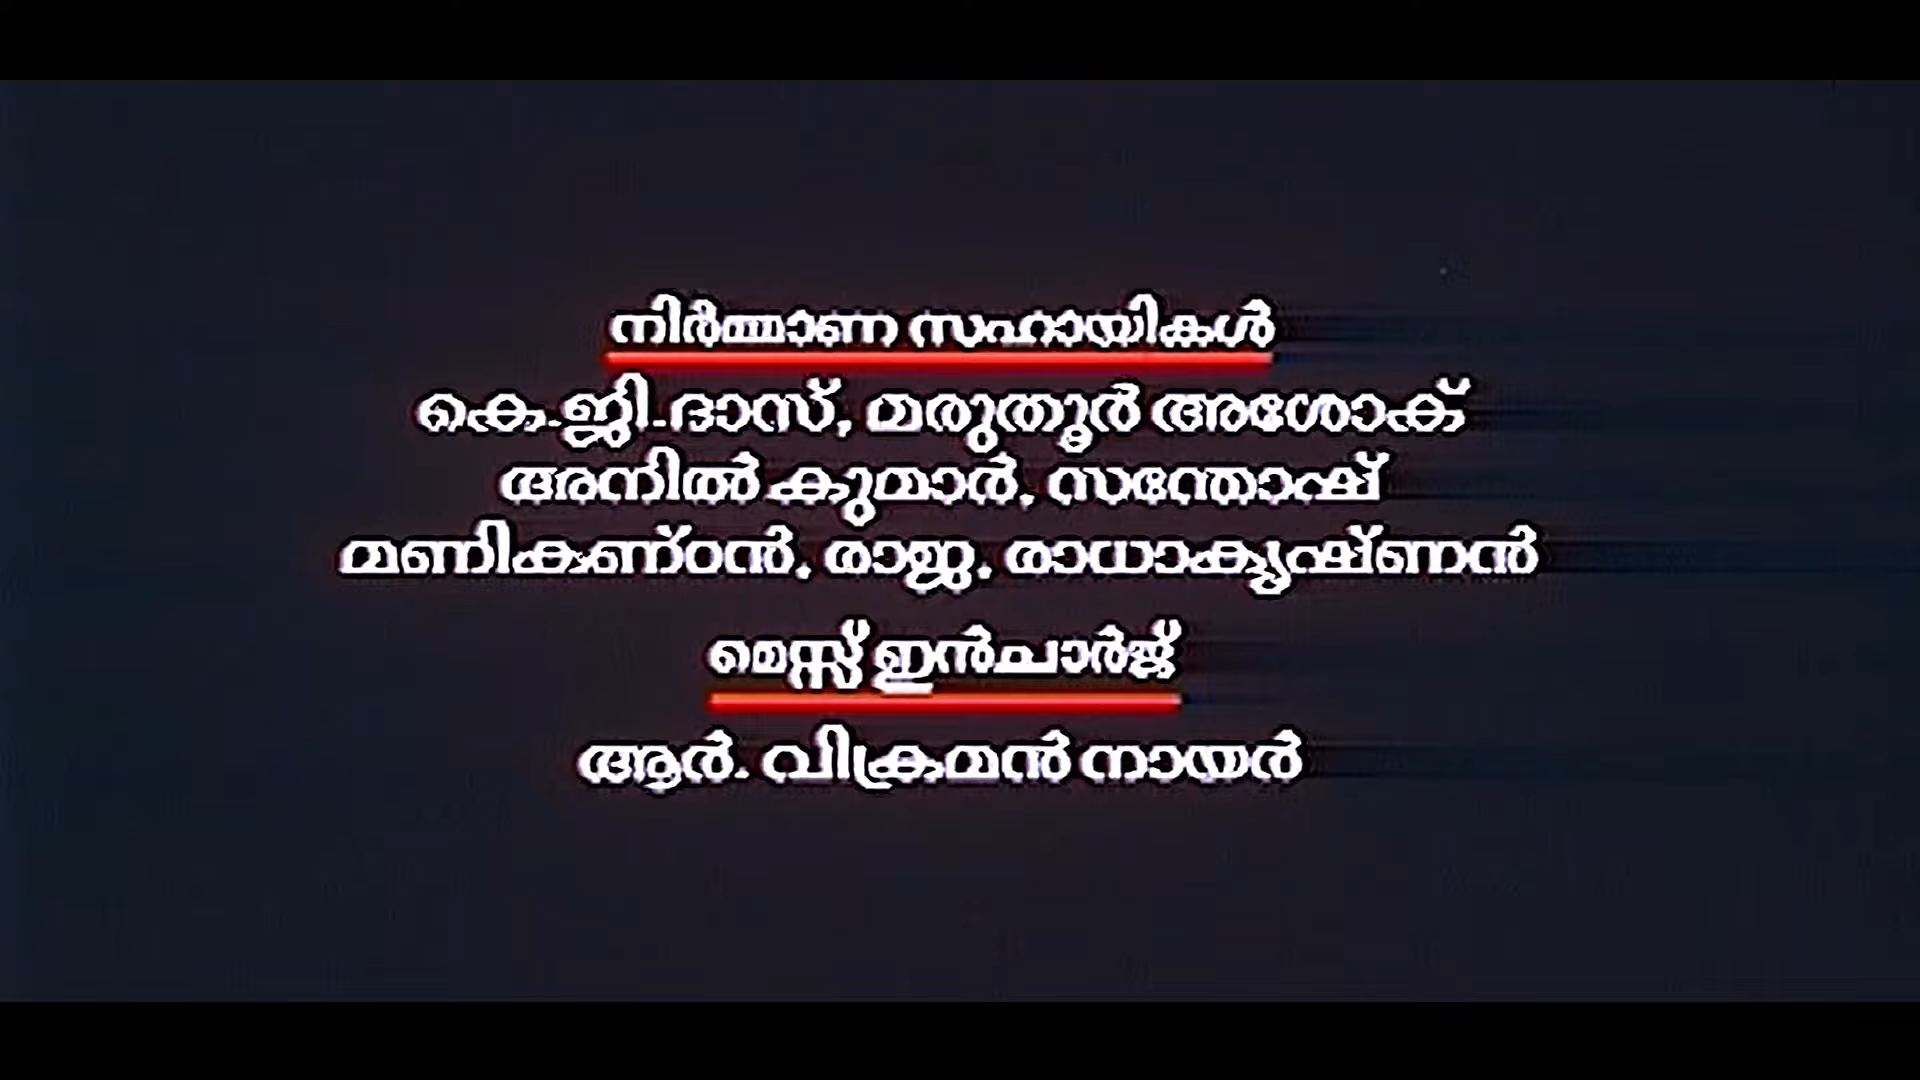 നിർമ്മാണ സഹായികൾ
കെ.ജി.ദാസ്, മരുതൂർ അശോക്
അനിൽ കുമാർ, സന്തോഷ്
മണികണ്ഠൻ, രാജു, രാധാകൃഷ്ണൻ
മെസ്സ് ഇൻചാർജ്
ആർ. വിക്രമൻ നായർ